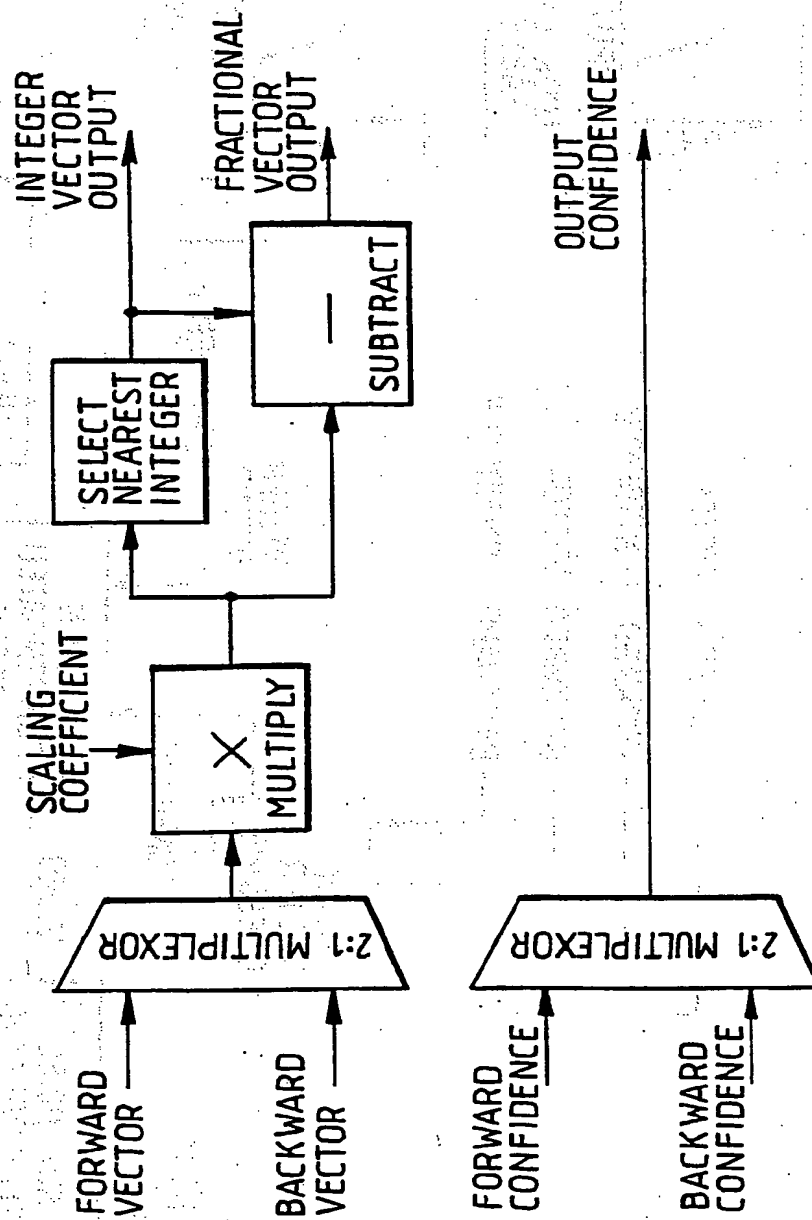 FORWARD
VECTOR
BACKWARD
VECTOR
2:1 MULTIPLEXOR
SCALING
COEFFICIENT
X
MULTIPLY
SELECT
NEAREST
INTEGER
—
SUBTRACT
INTEGER
VECTOR
OUTPUT
FRACTIONAL
VECTOR
OUTPUT
FORWARD
CONFIDENCE
BACKWARD
CONFIDENCE
2:1 MULTIPLEXOR
OUTPUT
CONFIDENCE